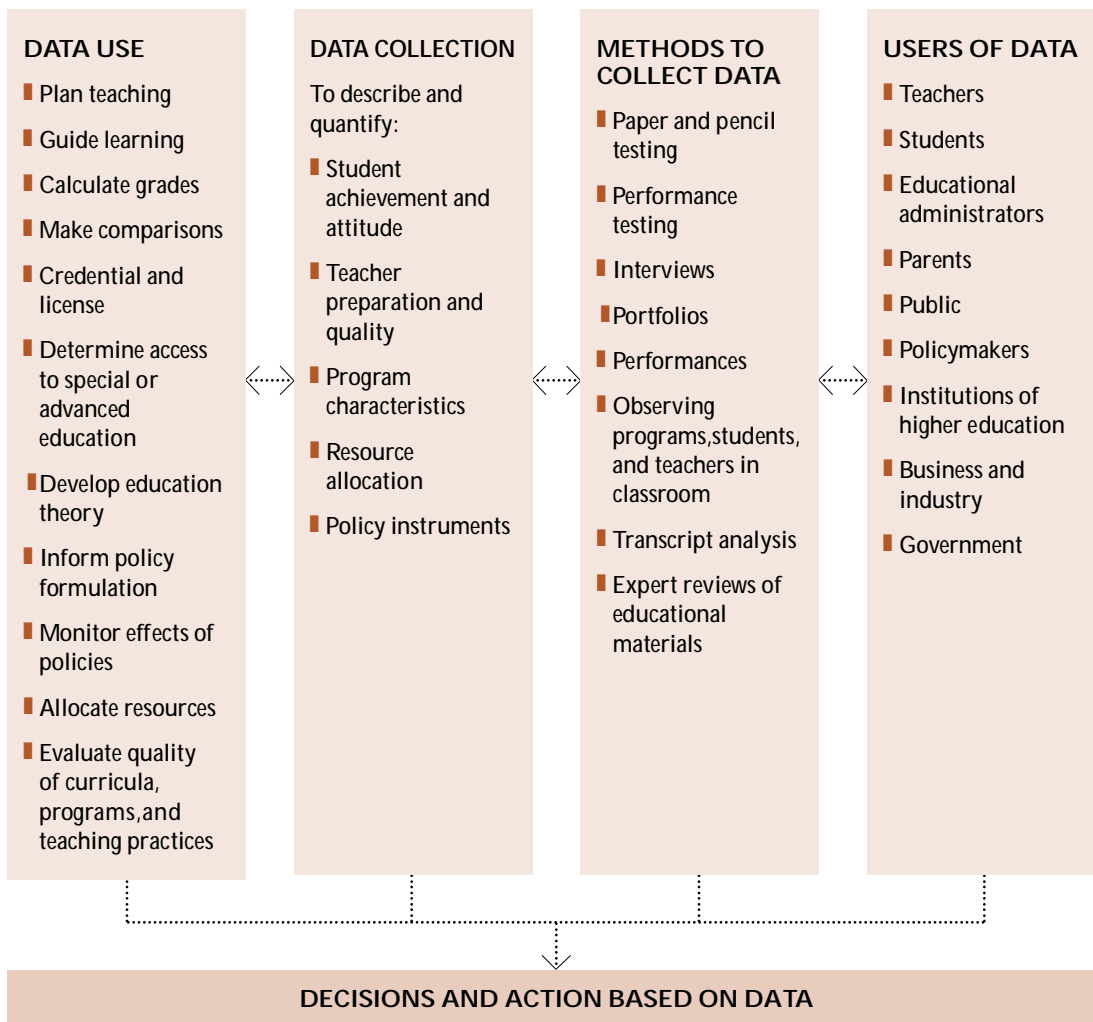 DATA USE
Plan teaching
Guide learning
Calculate grades
Make comparisons
Credential and
license
Determine access
to special or
advanced
education
Develop education
theory
Inform policy
formulation
Monitor effects of
policies
Allocate resources
Evaluate quality
of curricula,
programs,and
teaching practices
DATA COLLECTION
To describe and
quantify:
Student
achievement and
attitude
Teacher
preparation and
quality
Program
characteristics
Resource
allocation
Policy instruments
METHODS TO
COLLECT DATA
Paper and pencil
testing
Performance
testing
Interviews
Portfolios
Performances
Observing
programs,students,
and teachers in
classroom
Transcript analysis
Expert reviews of
educational
materials
USERS OF DATA
Teachers
Students
Educational
administrators
Parents
Public
Policymakers
Institutions of
higher education
Business and
industry
Government
DECISIONS AND ACTION BASED ON DATA